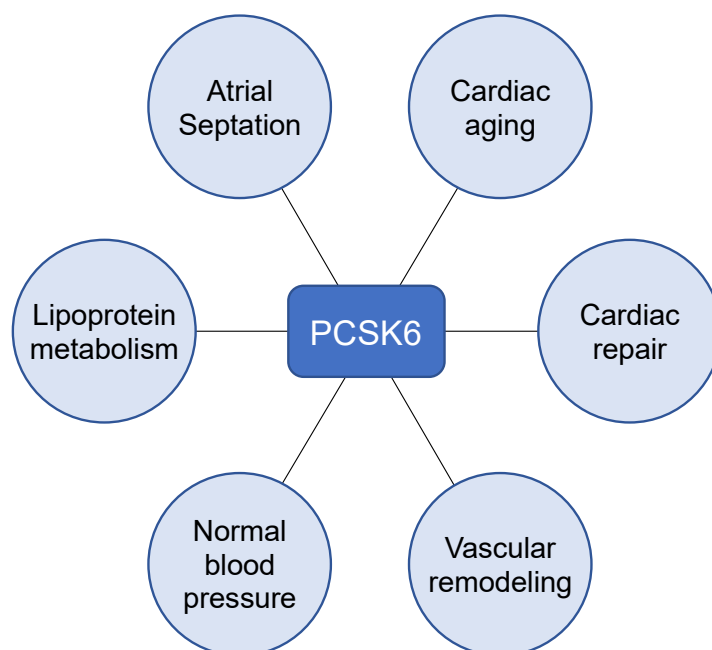 Atrial
Septation
Cardiac
aging
Lipoprotein
metabolism
PCSK6
Cardiac
repair
Normal
blood
pressure
Vascular
remodeling